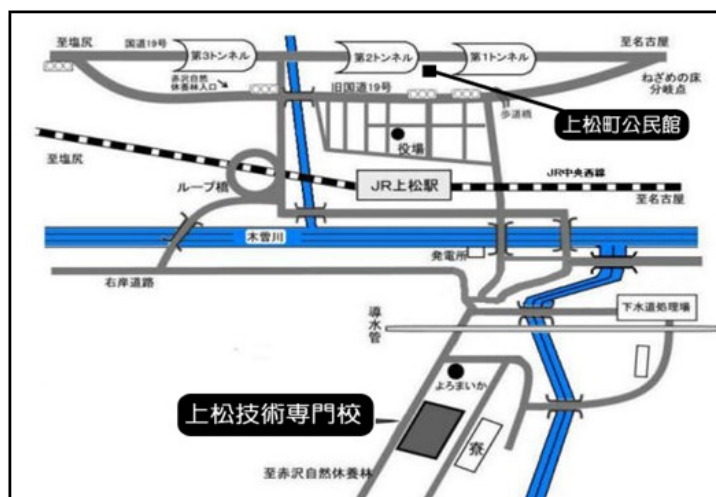 至塩尻
国道19号
第3トンネル
第2トンネル
第1トンネル
至名古屋
赤沢自然
休養林入口
旧国道19号
ねざめの床
分岐点
歩道橋
上松町公民館
役場
至塩尻
ループ橋
JR上松駅
JR中央西線
至名古屋
木曽川
発電所
右岸道路
導水管
下水道処理場
よろまいか
上松技術専門校
寮
至赤沢自然休養林